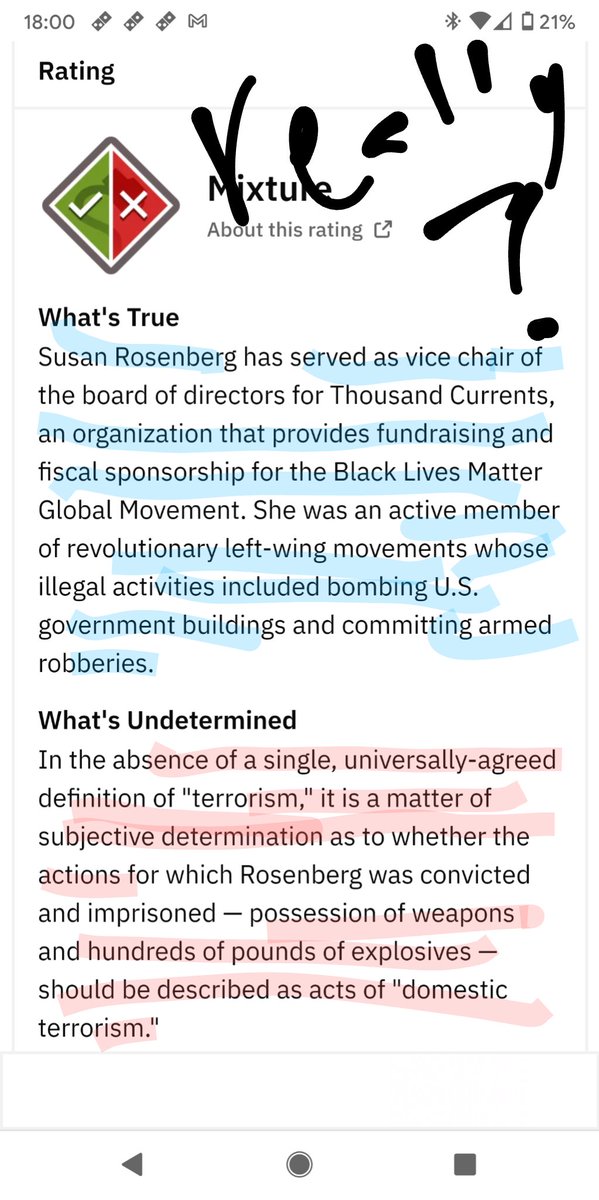 18:00 21%
Rating
really?
Mixture
About this rating
What's True
Susan Rosenberg has served as vice chair of
the board of directors for Thousand Currents,
an organization that provides fundraising and
fiscal sponsorship for the Black Lives Matter
Global Movement. She was an active member
of revolutionary left-wing movements whose
illegal activities included bombing U.S.
government buildings and committing armed
robberies.
What's Undetermined
In the absence of a single, universally-agreed
definition of "terrorism," it is a matter of
subjective determination as to whether the
actions for which Rosenberg was convicted
and imprisoned — possession of weapons
and hundreds of pounds of explosives —
should be described as acts of "domestic
terrorism."